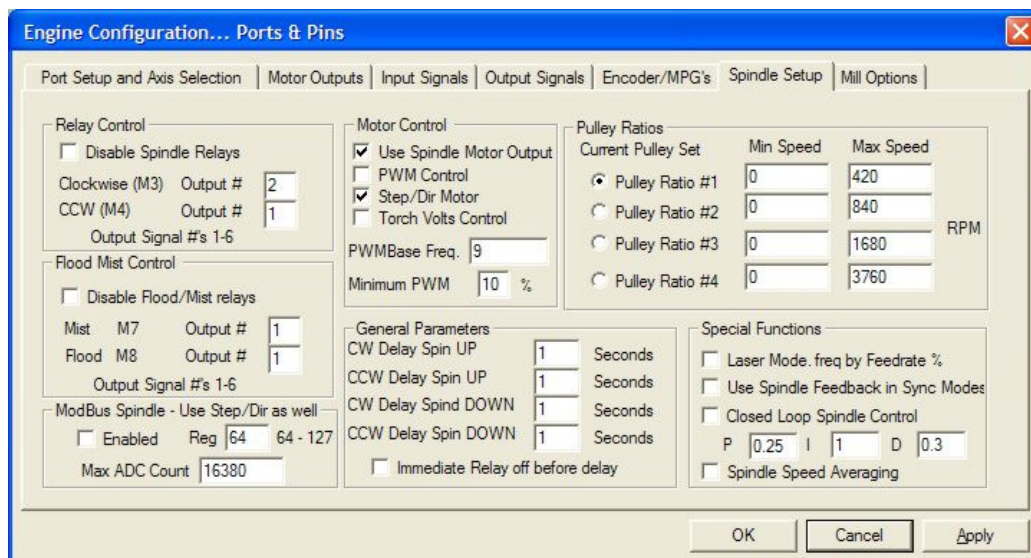 Engine Configuration... Ports & Pins
Port Setup and Axis Selection Motor Outputs Input Signals Output Signals Encoder/MPG's Spindle Setup Mill Options
Relay Control
Disable Spindle Relays
Clockwise (M3) Output # 2
CCW (M4) Output # 1
Output Signal #'s 1-6
Flood Mist Control
Disable Flood/Mist relays
Mist M7 Output # 1
Flood M8 Output # 1
Output Signal #'s 1-6
ModBus Spindle - Use Step/Dir as well
Enabled Reg 64 64 - 127
Max ADC Count 16380
Motor Control
Use Spindle Motor Output
PWM Control
Step/Dir Motor
Torch Volts Control
PWMBase Freq. 9
Minimum PWM 10 %
General Parameters
CW Delay Spin UP 1 Seconds
CCW Delay Spin UP 1 Seconds
CW Delay Spind DOWN 1 Seconds
CCW Delay Spin DOWN 1 Seconds
Immediate Relay off before delay
Pulley Ratios
Current Pulley Set Min Speed Max Speed
Pulley Ratio #1 0 420
Pulley Ratio #2 0 840
RPM
Pulley Ratio #3 0 1680
Pulley Ratio #4 0 3760
Special Functions
Laser Mode. freq by Feedrate %
Use Spindle Feedback in Sync Modes
Closed Loop Spindle Control
P 0.25 I 1 D 0.3
Spindle Speed Averaging
OK Cancel Apply